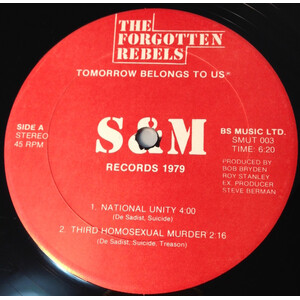 THE
FORGOTTEN
REBELS
TOMORROW BELONGS TO US
SIDE A
STEREO
45 RPM
S&M
BS MUSIC LTD.
SMUT 003
TIME: 6:20
RECORDS 1979
PRODUCED BY
BOB BRYDEN
ROY STANLEY
EX. PRODUCER
STEVE BERMAN
1. NATIONAL UNITY 4:00
(De Sadist, Suicide)
2. THIRD HOMOSEXUAL MURDER 2:16
(De Sadist, Suicide, Treason)